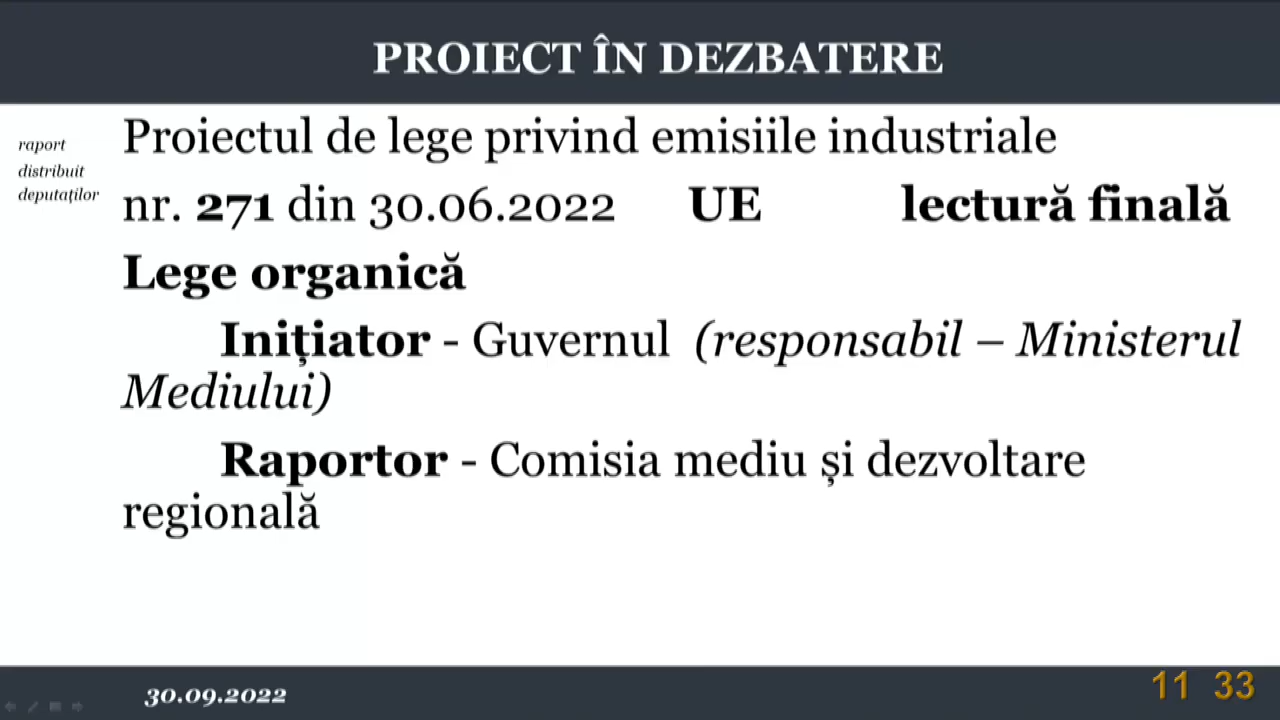 PROIECT ÎN DEZBATERE
raport
distribuit
deputaților
Proiectul de lege privind emisiile industriale
nr. 271 din 30.06.2022 UE lectură finală
Lege organică
Inițiator - Guvernul (responsabil – Ministerul
Mediului)
Raportor - Comisia mediu și dezvoltare
regională
30.09.2022
11 33